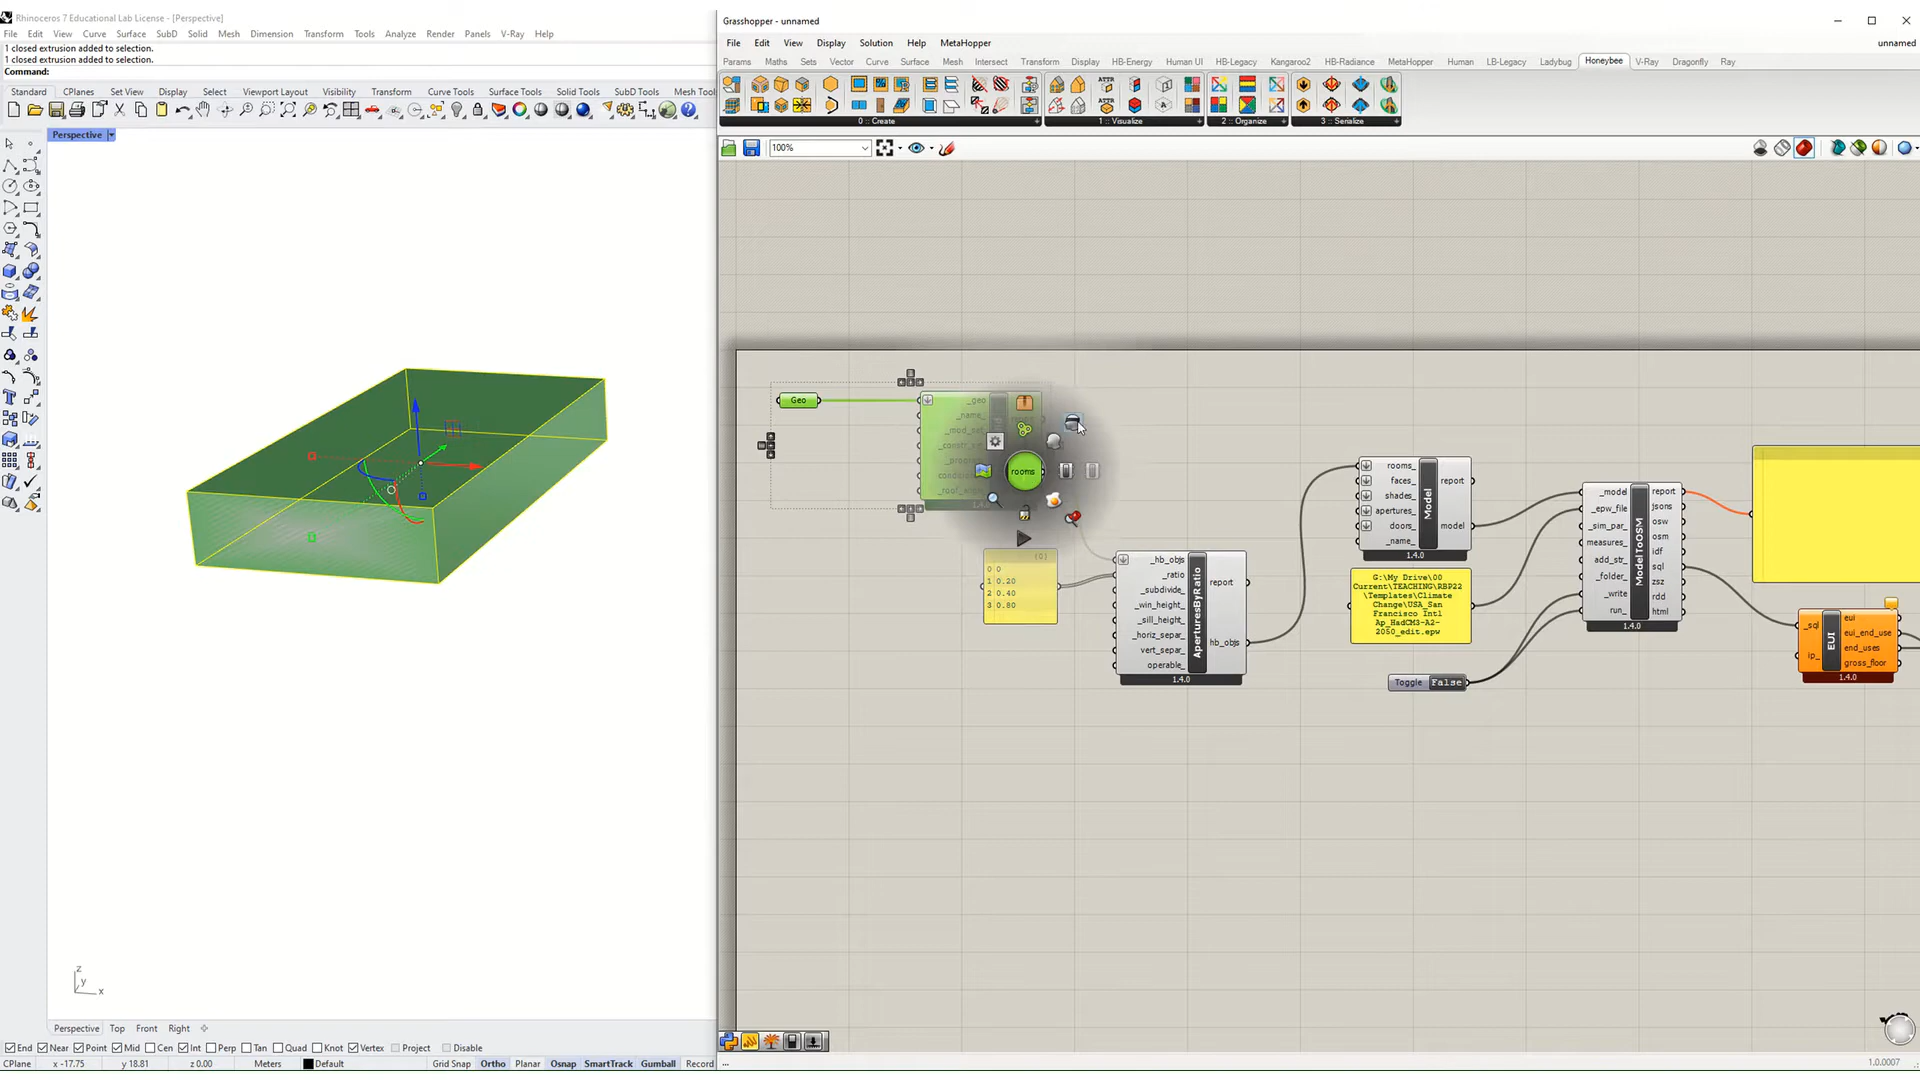 Rhinoceros 7 Educational Lab License - [Perspective]
File Edit View Curve Surface SubD Solid Mesh Dimension Transform Tools Analyze Render Panels V-Ray Help
1 closed extrusion added to selection.
1 closed extrusion added to selection.
Command:
Standard CPlanes Set View Display Select Viewport Layout Visibility Transform Curve Tools Surface Tools Solid Tools SubD Tools Mesh Tools
Perspective
z
y
x
Perspective Top Front Right
End Near Point Mid Cen Int Perp Tan Quad Knot Vertex Project Disable
CPlane x -17.75 y 18.81 z 0.00 Meters Default Grid Snap Ortho Planar Osnap SmartTrack Gumball Record
Grasshopper - unnamed
File Edit View Display Solution Help MetaHopper unnamed
Params Maths Sets Vector Curve Surface Mesh Intersect Transform Display HB-Energy Human UI HB-Legacy Kangaroo2 HB-Radiance MetaHopper Human LB-Legacy Ladybug Honeybee V-Ray Dragonfly Ray
ATTR
ATTR
0 :: Create 1 :: Visualize 2 :: Organize 3 :: Serialize
100%
Geo
_geo
_name_
_mod_set_
rooms
{0}
0 0
1 0.20
2 0.40
3 0.80
_hb_objs
_ratio
_subdivide_
_win_height_
_sill_height_
_horiz_separ_
vert_separ_
operable_
AperturesByRatio
report
hb_objs
1.4.0
rooms_
faces_
shades_
apertures_
doors_
_name_
Model
report
model
1.4.0
G:\My Drive\00
Current\TEACHING\RBP22
\Templates\Climate
Change\USA_San
Francisco Intl
Ap_HadCM3-A2-
2050_edit.epw
Toggle False
_model
_epw_file
_sim_par_
measures_
add_str_
_folder_
_write
run_
ModelToOSM
report
jsons
osw
osm
idf
sql
zsz
rdd
html
1.4.0
_sql
ip_
EUI
eui
eui_end_use
end_uses
gross_floor
1.4.0
...
1.0.0007